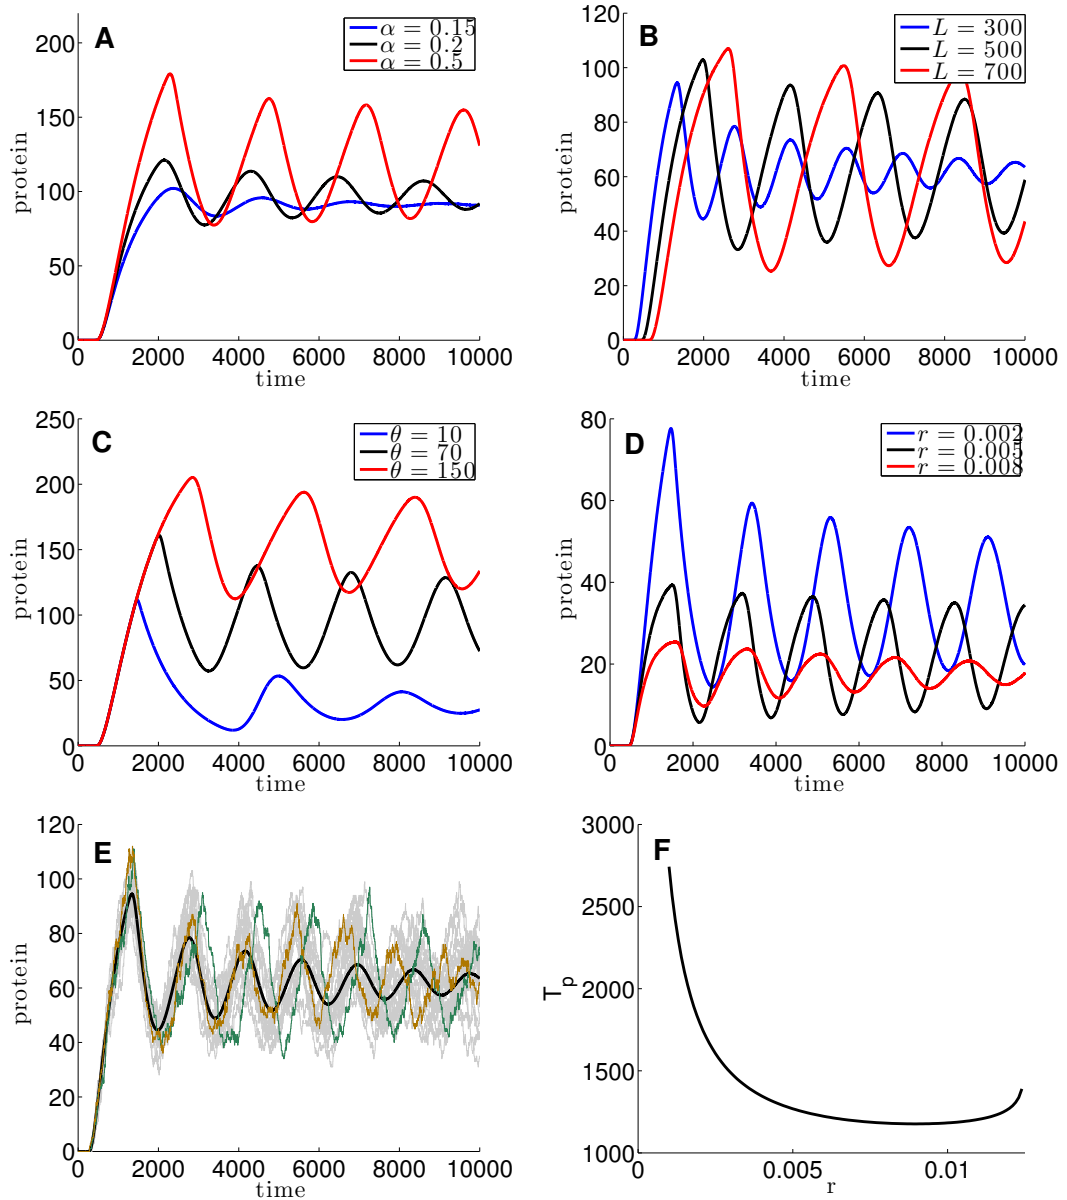 A
α = 0.15
α = 0.2
α = 0.5
200
150
100
50
0
protein
2000 4000 6000 8000 10000
time
B
L = 300
L = 500
L = 700
120
100
80
60
40
20
0
protein
0 2000 4000 6000 8000 10000
time
C
θ = 10
θ = 70
θ = 150
250
200
150
100
50
0
protein
0 2000 4000 6000 8000 10000
time
D
r = 0.002
r = 0.005
r = 0.008
80
60
40
20
0
protein
0 2000 4000 6000 8000 10000
time
E
120
100
80
60
40
20
0
protein
0 2000 4000 6000 8000 10000
time
F
3000
2500
2000
1500
1000
T_p
0 0.005 0.01
r